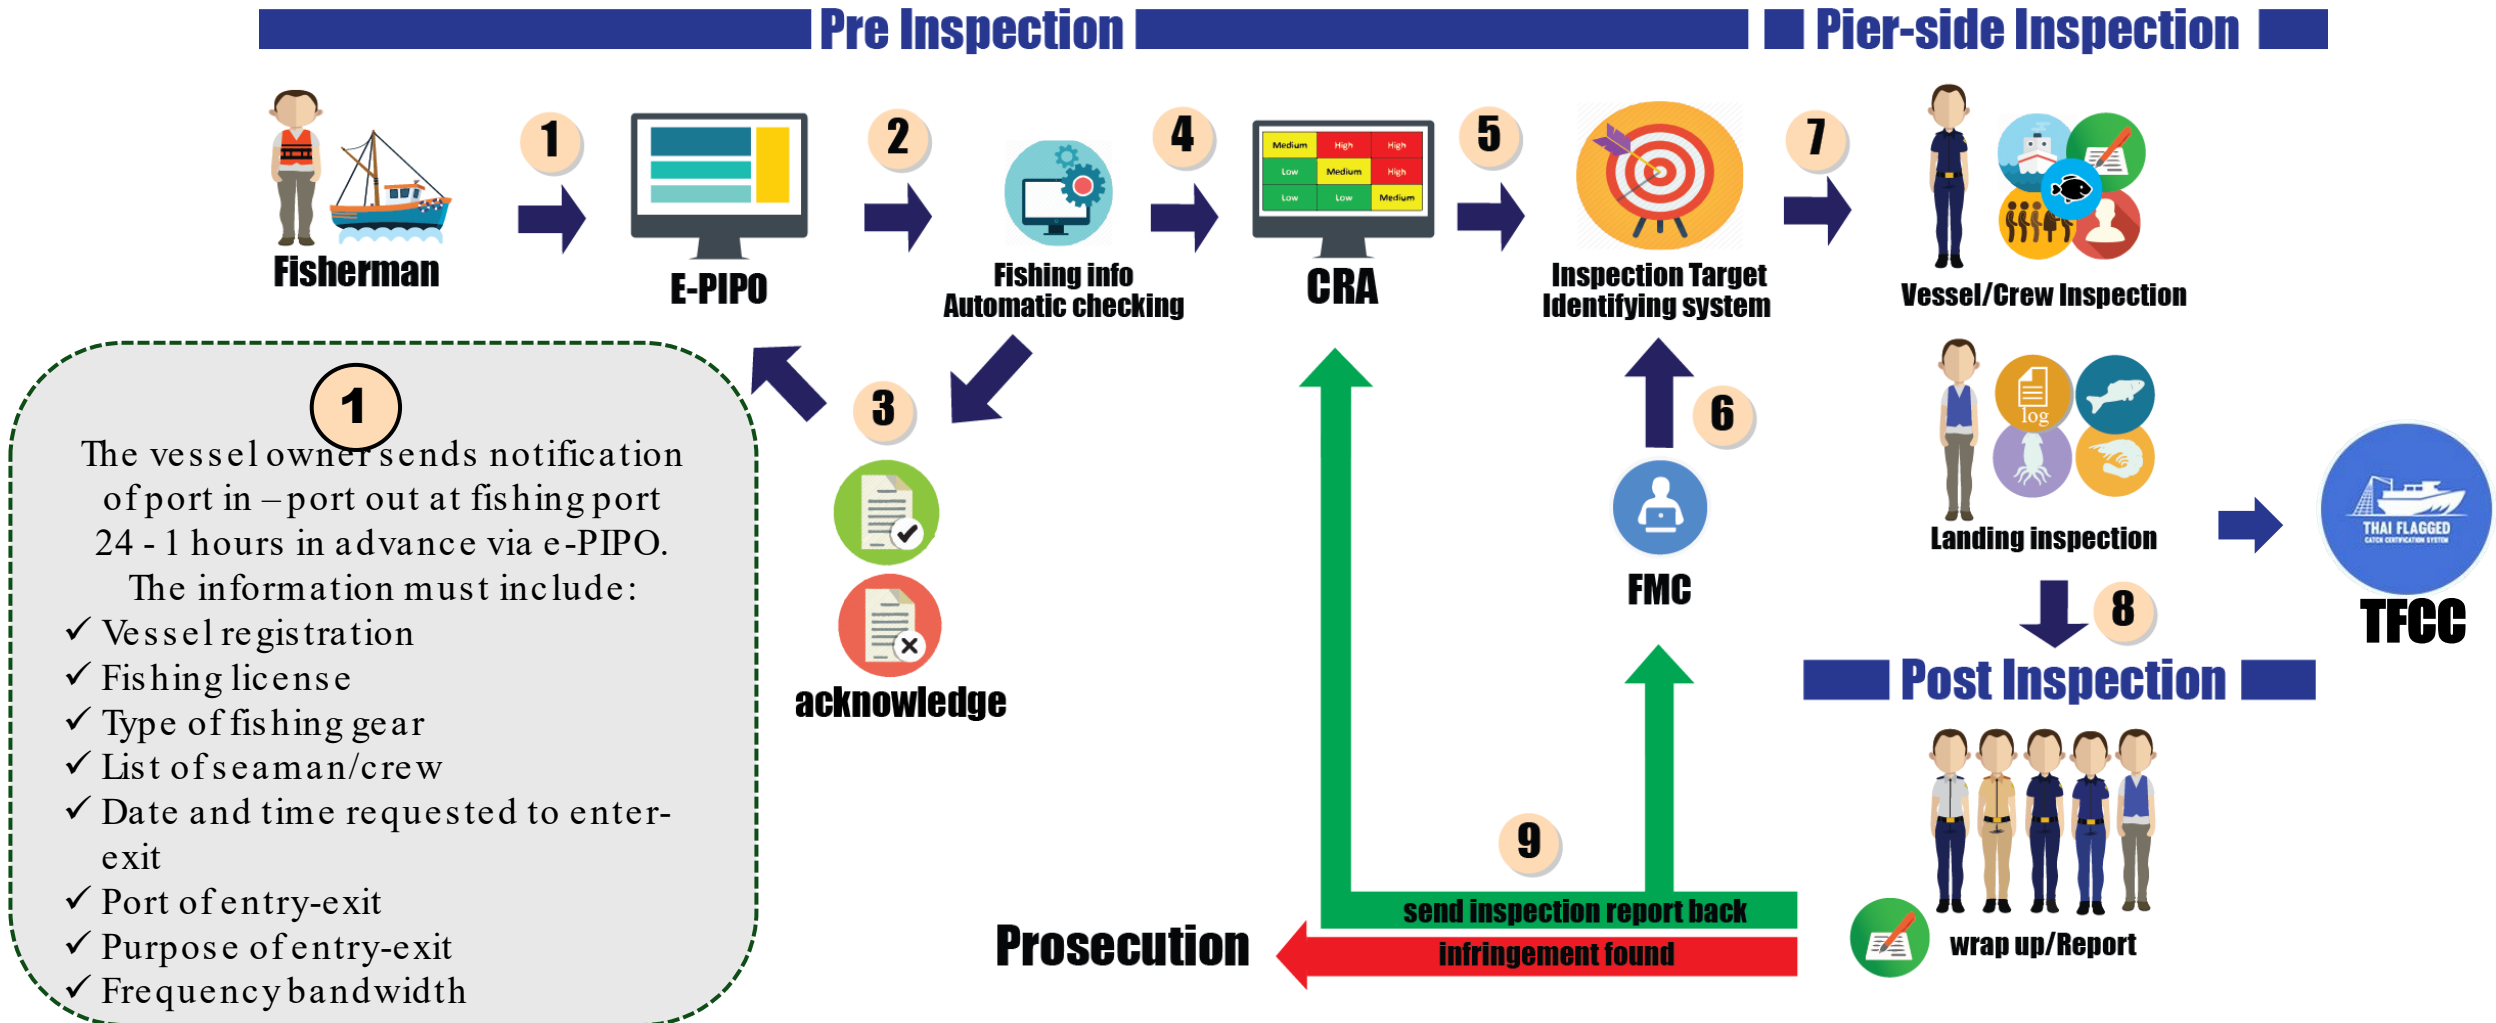 Pre Inspection
Pier-side Inspection
1
2
4
5
7
Medium High High
Low Medium High
Low Low Medium
Fisherman
E-PIPO
Fishing info
Automatic checking
CRA
Inspection Target
Identifying system
Vessel/Crew Inspection
1
The vessel owner sends notification
of port in – port out at fishing port
24 - 1 hours in advance via e-PIPO.
The information must include:
✓ Vessel registration
✓ Fishing license
✓ Type of fishing gear
✓ List of seaman/crew
✓ Date and time requested to enter-
exit
✓ Port of entry-exit
✓ Purpose of entry-exit
✓ Frequency bandwidth
3
acknowledge
6
FMC
log
Landing inspection
THAI FLAGGED
CATCH CERTIFICATION SYSTEM
TFCC
8
Post Inspection
9
send inspection report back
infringement found
Prosecution
wrap up/Report